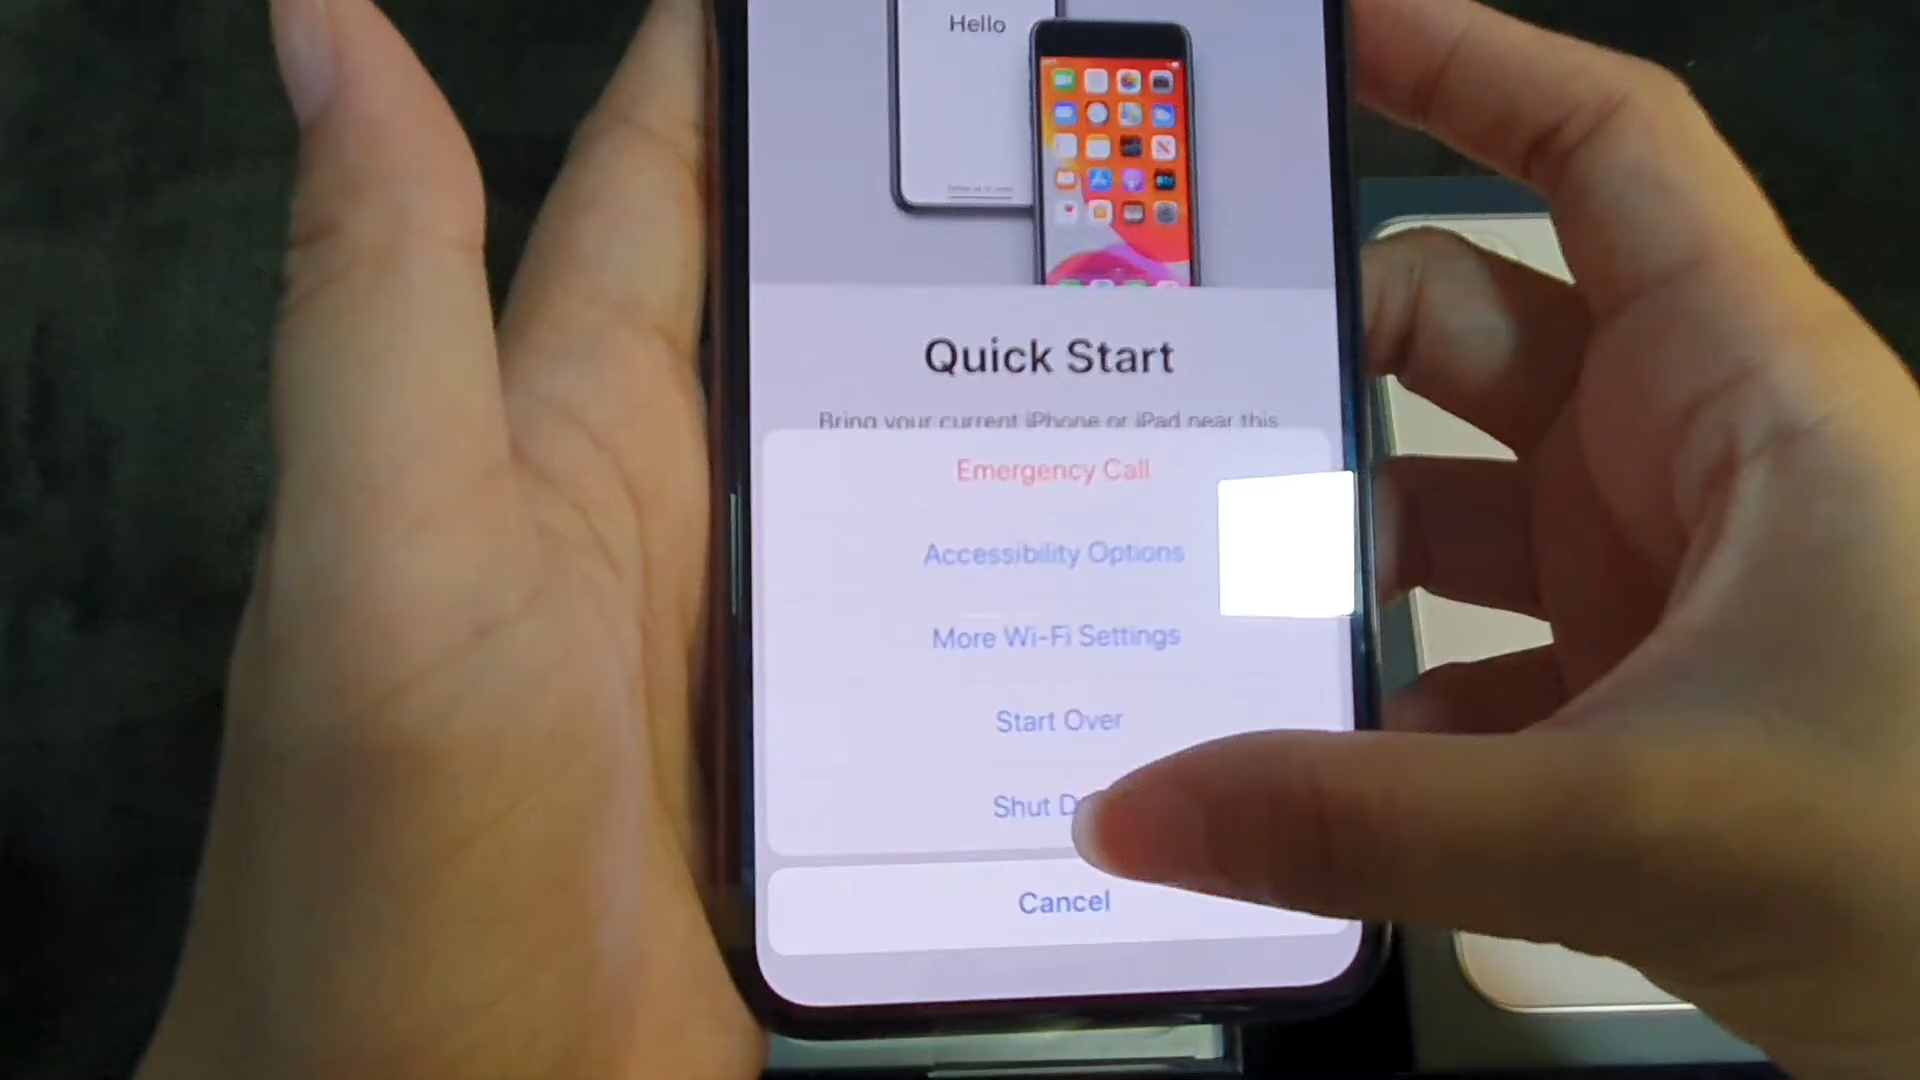 Hello
Quick Start
Bring your current iPhone or iPad near this
Emergency Call
Accessibility Options
More Wi-Fi Settings
Start Over
Shut D
Cancel